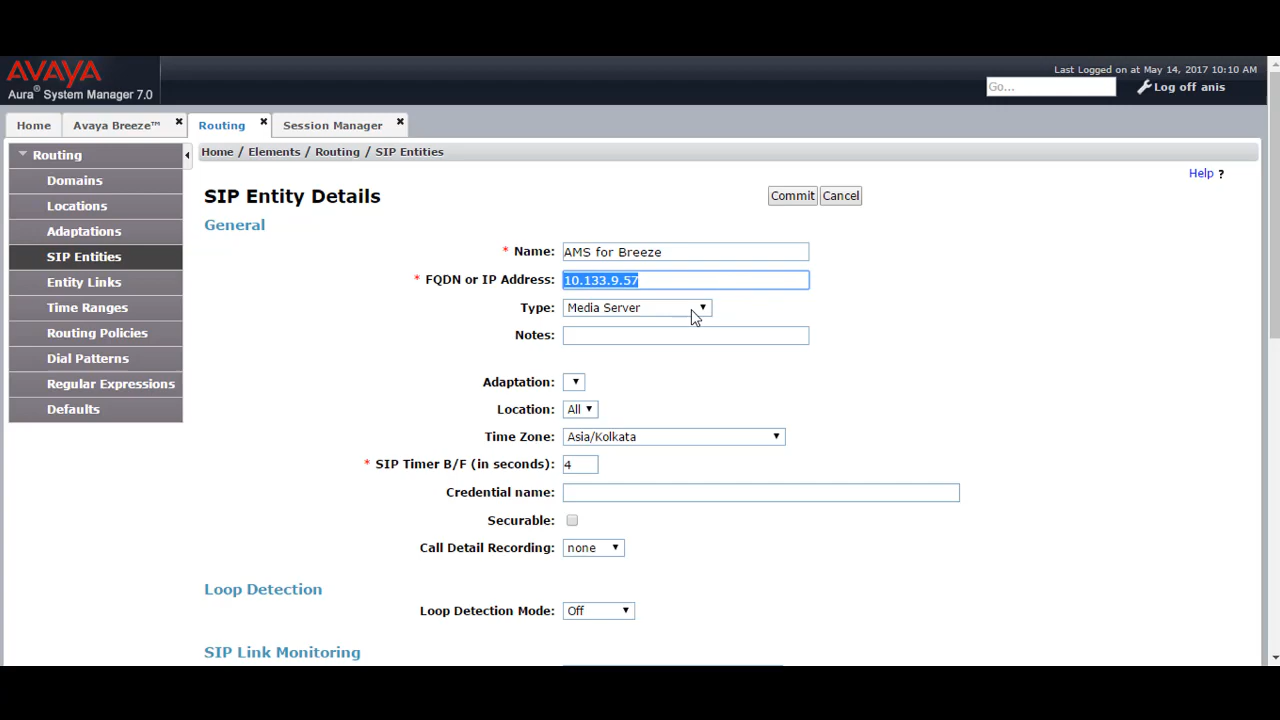 AVAYA
Aura® System Manager 7.0
Last Logged on at May 14, 2017 10:10 AM
Go...
Log off anis
Home
Avaya Breeze™
Routing
Session Manager
Routing
Home / Elements / Routing / SIP Entities
Help ?
Domains
Locations
Adaptations
SIP Entities
Entity Links
Time Ranges
Routing Policies
Dial Patterns
Regular Expressions
Defaults
SIP Entity Details
Commit Cancel
General
* Name: AMS for Breeze
* FQDN or IP Address: 10.133.9.57
Type: Media Server
Notes:
Adaptation:
Location: All
Time Zone: Asia/Kolkata
* SIP Timer B/F (in seconds): 4
Credential name:
Securable:
Call Detail Recording: none
Loop Detection
Loop Detection Mode: Off
SIP Link Monitoring